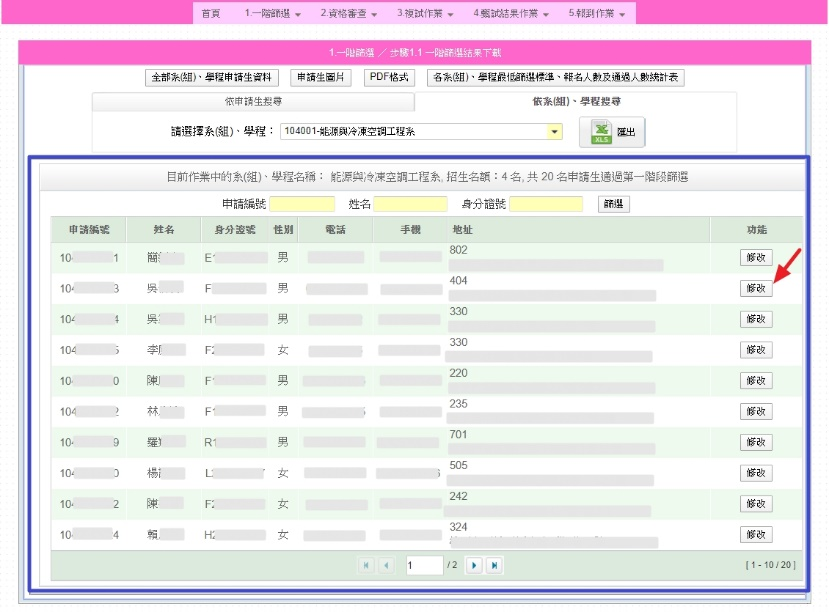 首頁 1.一階篩選 2.資格審查 3.複試作業 4.甄試結果作業 5.報到作業
1.一階篩選 ／ 步驟1.1 一階篩選結果下載
全部系(組)、學程申請生資料 申請生圖片 PDF格式 各系(組)、學程最低篩選標準、報名人數及通過人數統計表
依申請生搜尋 依系(組)、學程搜尋
請選擇系(組)、學程： 104001-能源與冷凍空調工程系 XLS 匯出
目前作業中的系(組)、學程名稱： 能源與冷凍空調工程系, 招生名額：4 名, 共 20 名申請生通過第一階段篩選
申請編號 姓名 身分證號 篩選
申請編號 姓名 身分證號 性別 電話 手機 地址 功能
10 1 簡 E 男 802 修改
10 3 吳 F 男 404 修改
104 4 吳 H1 男 330 修改
104 5 李 F2 女 330 修改
10 0 陳 F 男 220 修改
10 2 林 F 男 235 修改
10 9 羅 R1 男 701 修改
10 0 楊 L 女 505 修改
10 2 陳 F2 女 242 修改
10 4 賴 H2 女 324 修改
1 / 2 [ 1 - 10 / 20 ]